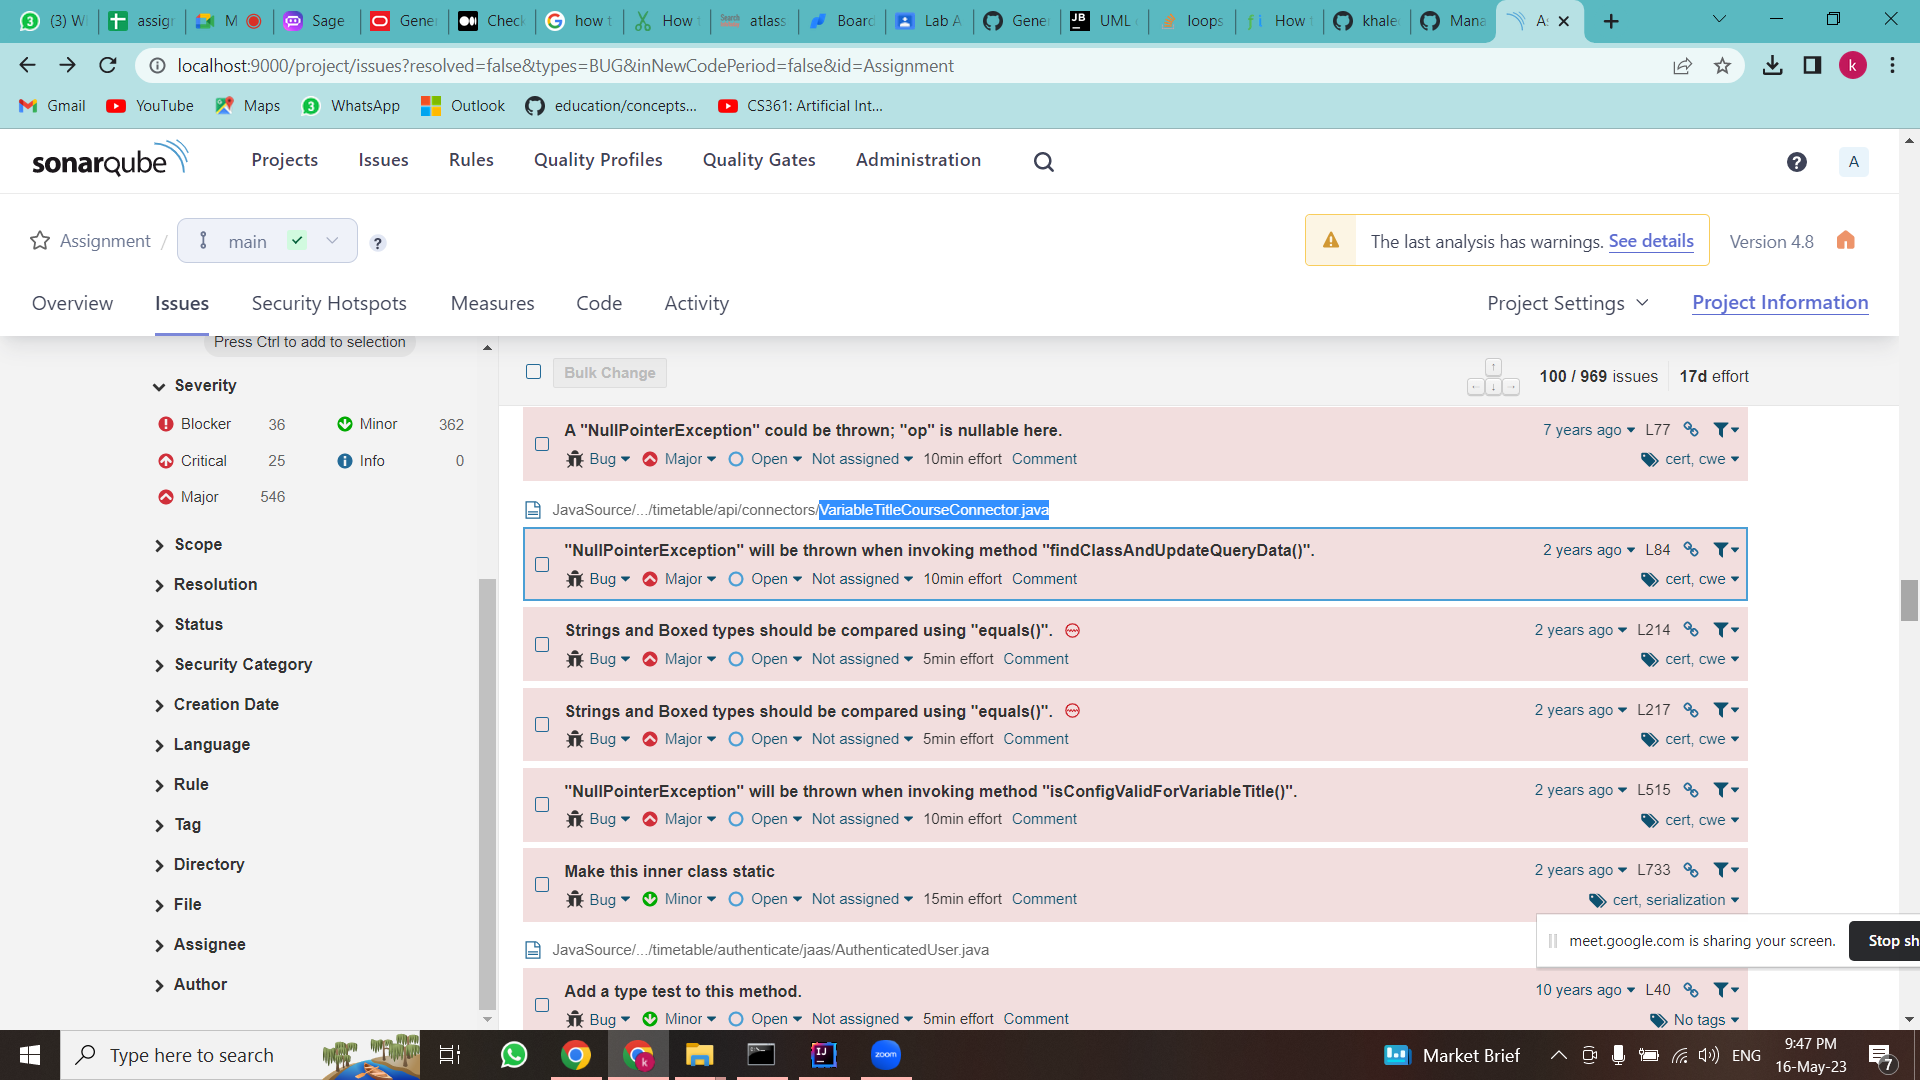 (3) W
assign
M
Sage
Gene
Check
how t
How
atlass
Board
Lab A
Gene
UML
loops
How
khale
Mana
As
localhost:9000/project/issues?resolved=false&types=BUG&inNewCodePeriod=false&id=Assignment
k
Gmail
YouTube
Maps
WhatsApp
Outlook
education/concepts...
CS361: Artificial Int...
sonarqube
Projects
Issues
Rules
Quality Profiles
Quality Gates
Administration
A
Assignment / main
The last analysis has warnings. See details
Version 4.8
Overview
Issues
Security Hotspots
Measures
Code
Activity
Project Settings
Project Information
Press Ctrl to add to selection
Severity
Blocker 36
Minor 362
Critical 25
Info 0
Major 546
Scope
Resolution
Status
Security Category
Creation Date
Language
Rule
Tag
Directory
File
Assignee
Author
Bulk Change
100 / 969 issues
17d effort
A "NullPointerException" could be thrown; "op" is nullable here.
7 years ago L77
Bug Major Open Not assigned 10min effort Comment
cert, cwe
JavaSource/.../timetable/api/connectors/VariableTitleCourseConnector.java
"NullPointerException" will be thrown when invoking method "findClassAndUpdateQueryData()".
2 years ago L84
Bug Major Open Not assigned 10min effort Comment
cert, cwe
Strings and Boxed types should be compared using "equals()".
2 years ago L214
Bug Major Open Not assigned 5min effort Comment
cert, cwe
Strings and Boxed types should be compared using "equals()".
2 years ago L217
Bug Major Open Not assigned 5min effort Comment
cert, cwe
"NullPointerException" will be thrown when invoking method "isConfigValidForVariableTitle()".
2 years ago L515
Bug Major Open Not assigned 10min effort Comment
cert, cwe
Make this inner class static
2 years ago L733
Bug Minor Open Not assigned 15min effort Comment
cert, serialization
meet.google.com is sharing your screen.
Stop sh
JavaSource/.../timetable/authenticate/jaas/AuthenticatedUser.java
Add a type test to this method.
10 years ago L40
Bug Minor Open Not assigned 5min effort Comment
No tags
Type here to search
zoom
Market Brief
ENG
9:47 PM
16-May-23
7